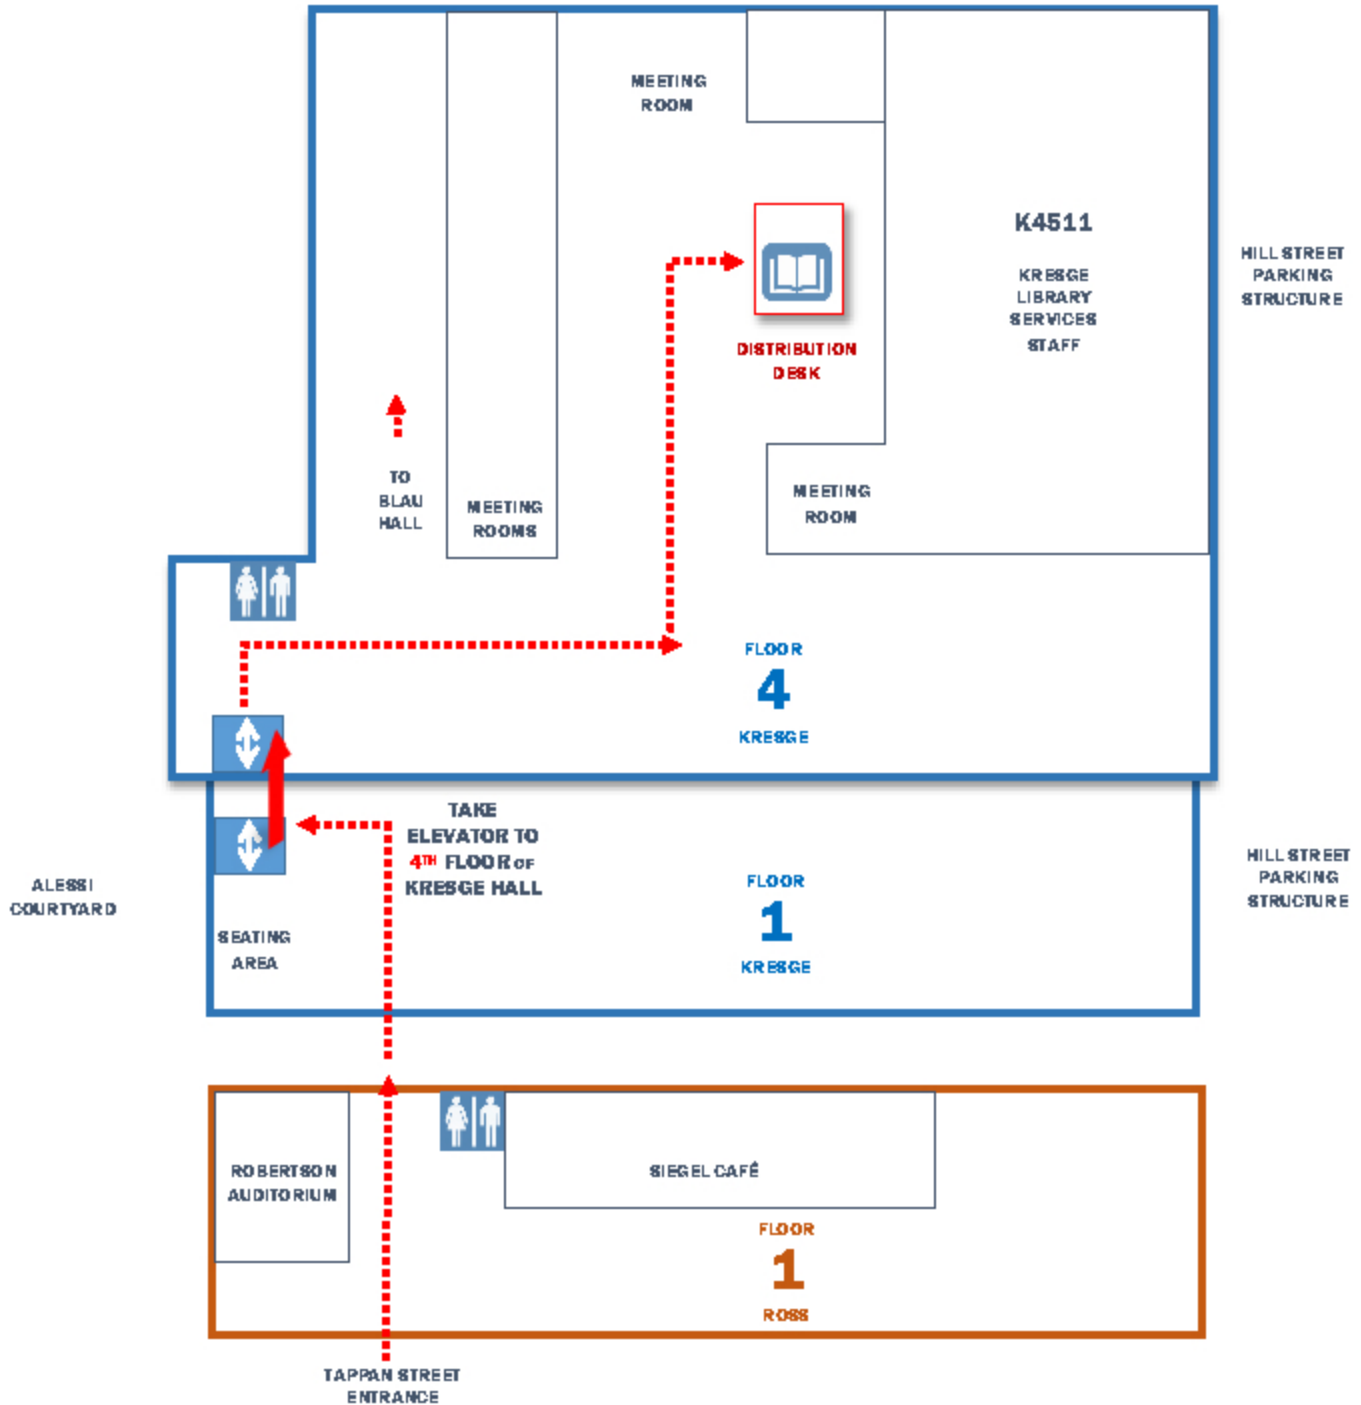 MEETING
ROOM
K4511
KRESGE
LIBRARY
SERVICES
STAFF
HILL STREET
PARKING
STRUCTURE
DISTRIBUTION
DESK
TO
BLAU
HALL
MEETING
ROOMS
MEETING
ROOM
FLOOR
4
KRESGE
TAKE
ELEVATOR TO
4TH FLOOR OF
KRESGE HALL
ALESSI
COURTYARD
SEATING
AREA
FLOOR
1
KRESGE
HILL STREET
PARKING
STRUCTURE
ROBERTSON
AUDITORIUM
SIEGEL CAFÉ
FLOOR
1
ROSS
TAPPAN STREET
ENTRANCE